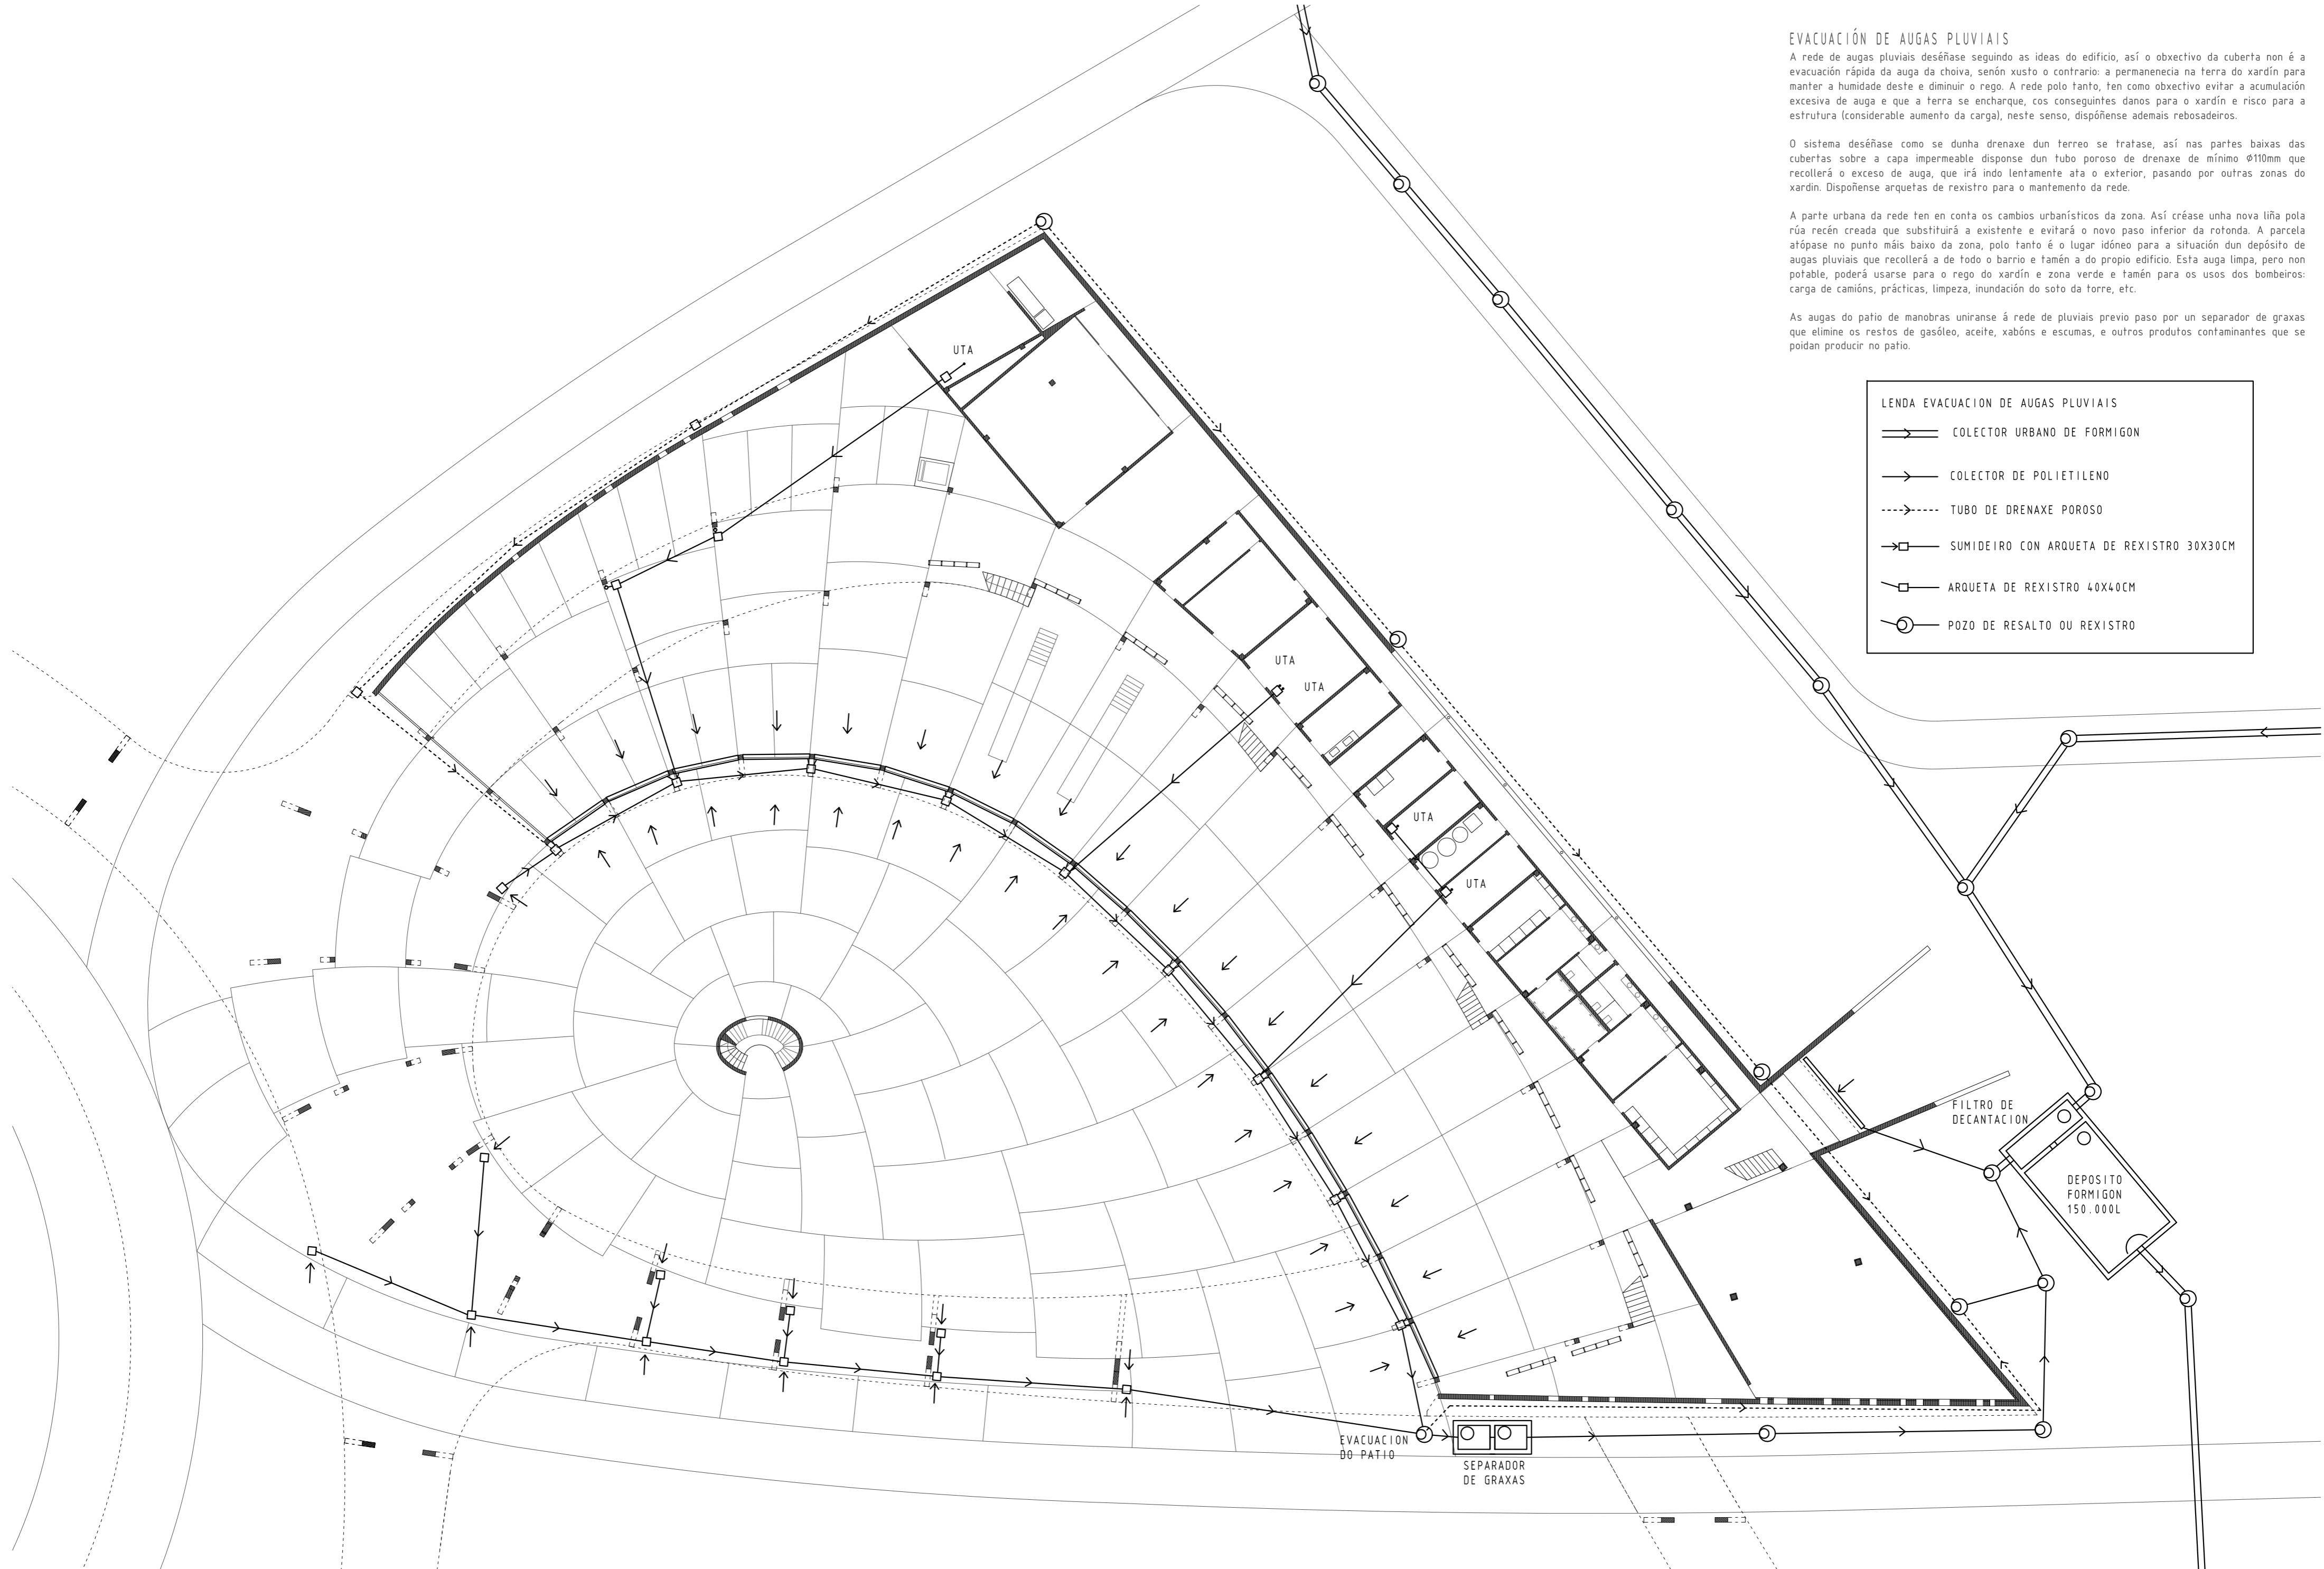 EVACUACIÓN DE AUGAS PLUVIAIS
A rede de augas pluviais deséñase seguindo as ideas do edificio, así o obxectivo da cuberta non é a
evacuación rápida da auga da choiva, senón xusto o contrario: a permanenecia na terra do xardín para
manter a humidade deste e diminuir o rego. A rede polo tanto, ten como obxectivo evitar a acumulación
excesiva de auga e que a terra se encharque, cos conseguintes danos para o xardín e risco para a
estrutura (considerable aumento da carga), neste senso, dispóñense ademais rebosadeiros.
O sistema deséñase como se dunha drenaxe dun terreo se tratase, así nas partes baixas das
cubertas sobre a capa impermeable disponse dun tubo poroso de drenaxe de mínimo Ø110mm que
recollerá o exceso de auga, que irá indo lentamente ata o exterior, pasando por outras zonas do
xardin. Dispoñense arquetas de rexistro para o mantemento da rede.
A parte urbana da rede ten en conta os cambios urbanísticos da zona. Así créase unha nova liña pola
rúa recén creada que substituirá a existente e evitará o novo paso inferior da rotonda. A parcela
atópase no punto máis baixo da zona, polo tanto é o lugar idóneo para a situación dun depósito de
augas pluviais que recollerá a de todo o barrio e tamén a do propio edificio. Esta auga limpa, pero non
potable, poderá usarse para o rego do xardín e zona verde e tamén para os usos dos bombeiros:
carga de camións, prácticas, limpeza, inundación do soto da torre, etc.
As augas do patio de manobras uniranse á rede de pluviais previo paso por un separador de graxas
que elimine os restos de gasóleo, aceite, xabóns e escumas, e outros produtos contaminantes que se
poidan producir no patio.
LENDA EVACUACION DE AUGAS PLUVIAIS
COLECTOR URBANO DE FORMIGON
COLECTOR DE POLIETILENO
TUBO DE DRENAXE POROSO
SUMIDEIRO CON ARQUETA DE REXISTRO 30X30CM
ARQUETA DE REXISTRO 40X40CM
POZO DE RESALTO OU REXISTRO
UTA
UTA
UTA
UTA
UTA
FILTRO DE
DECANTACION
DEPOSITO
FORMIGON
150.000L
EVACUACION
DO PATIO
SEPARADOR
DE GRAXAS